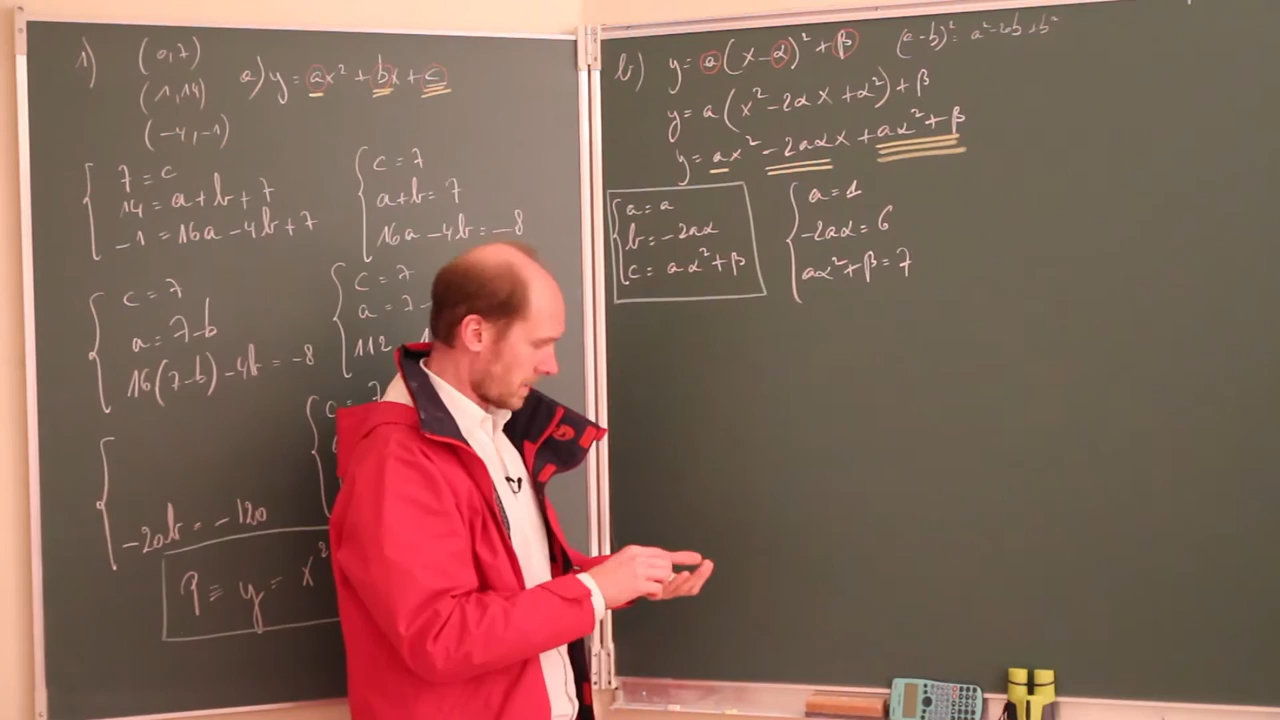 1) (0,7)
(1,14)
(-4,-1)
a) y = ax² + bx + c
7 = c
14 = a + b + 7
-1 = 16a - 4b + 7
c = 7
a + b = 7
16a - 4b = -8
c = 7
a = 7 - b
16(7-b) - 4b = -8
c = 7
a = 7 -
112
-20b = -120
P ≡ y = x²
b) y = a(x-α)² + β
(a-b)² = a² - 2ab + b²
y = a(x² - 2αx + α²) + β
y = ax² - 2aαx + aα² + β
a = a
b = -2aα
c = aα² + β
a = 1
-2aα = 6
aα² + β = 7